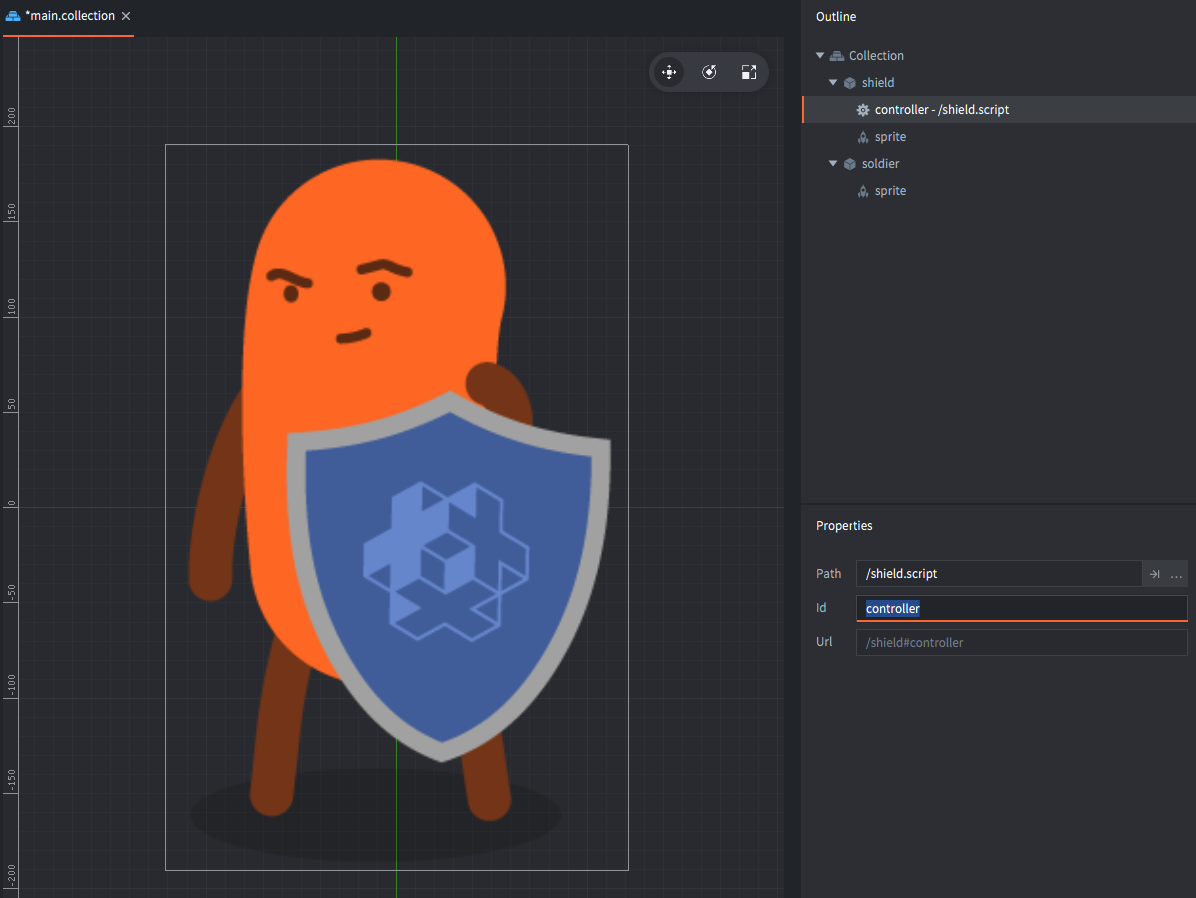 *main.collection
200
150
100
50
0
-50
-100
-150
-200
Outline
Collection
shield
controller - /shield.script
sprite
soldier
sprite
Properties
Path /shield.script ...
Id controller
Url /shield#controller